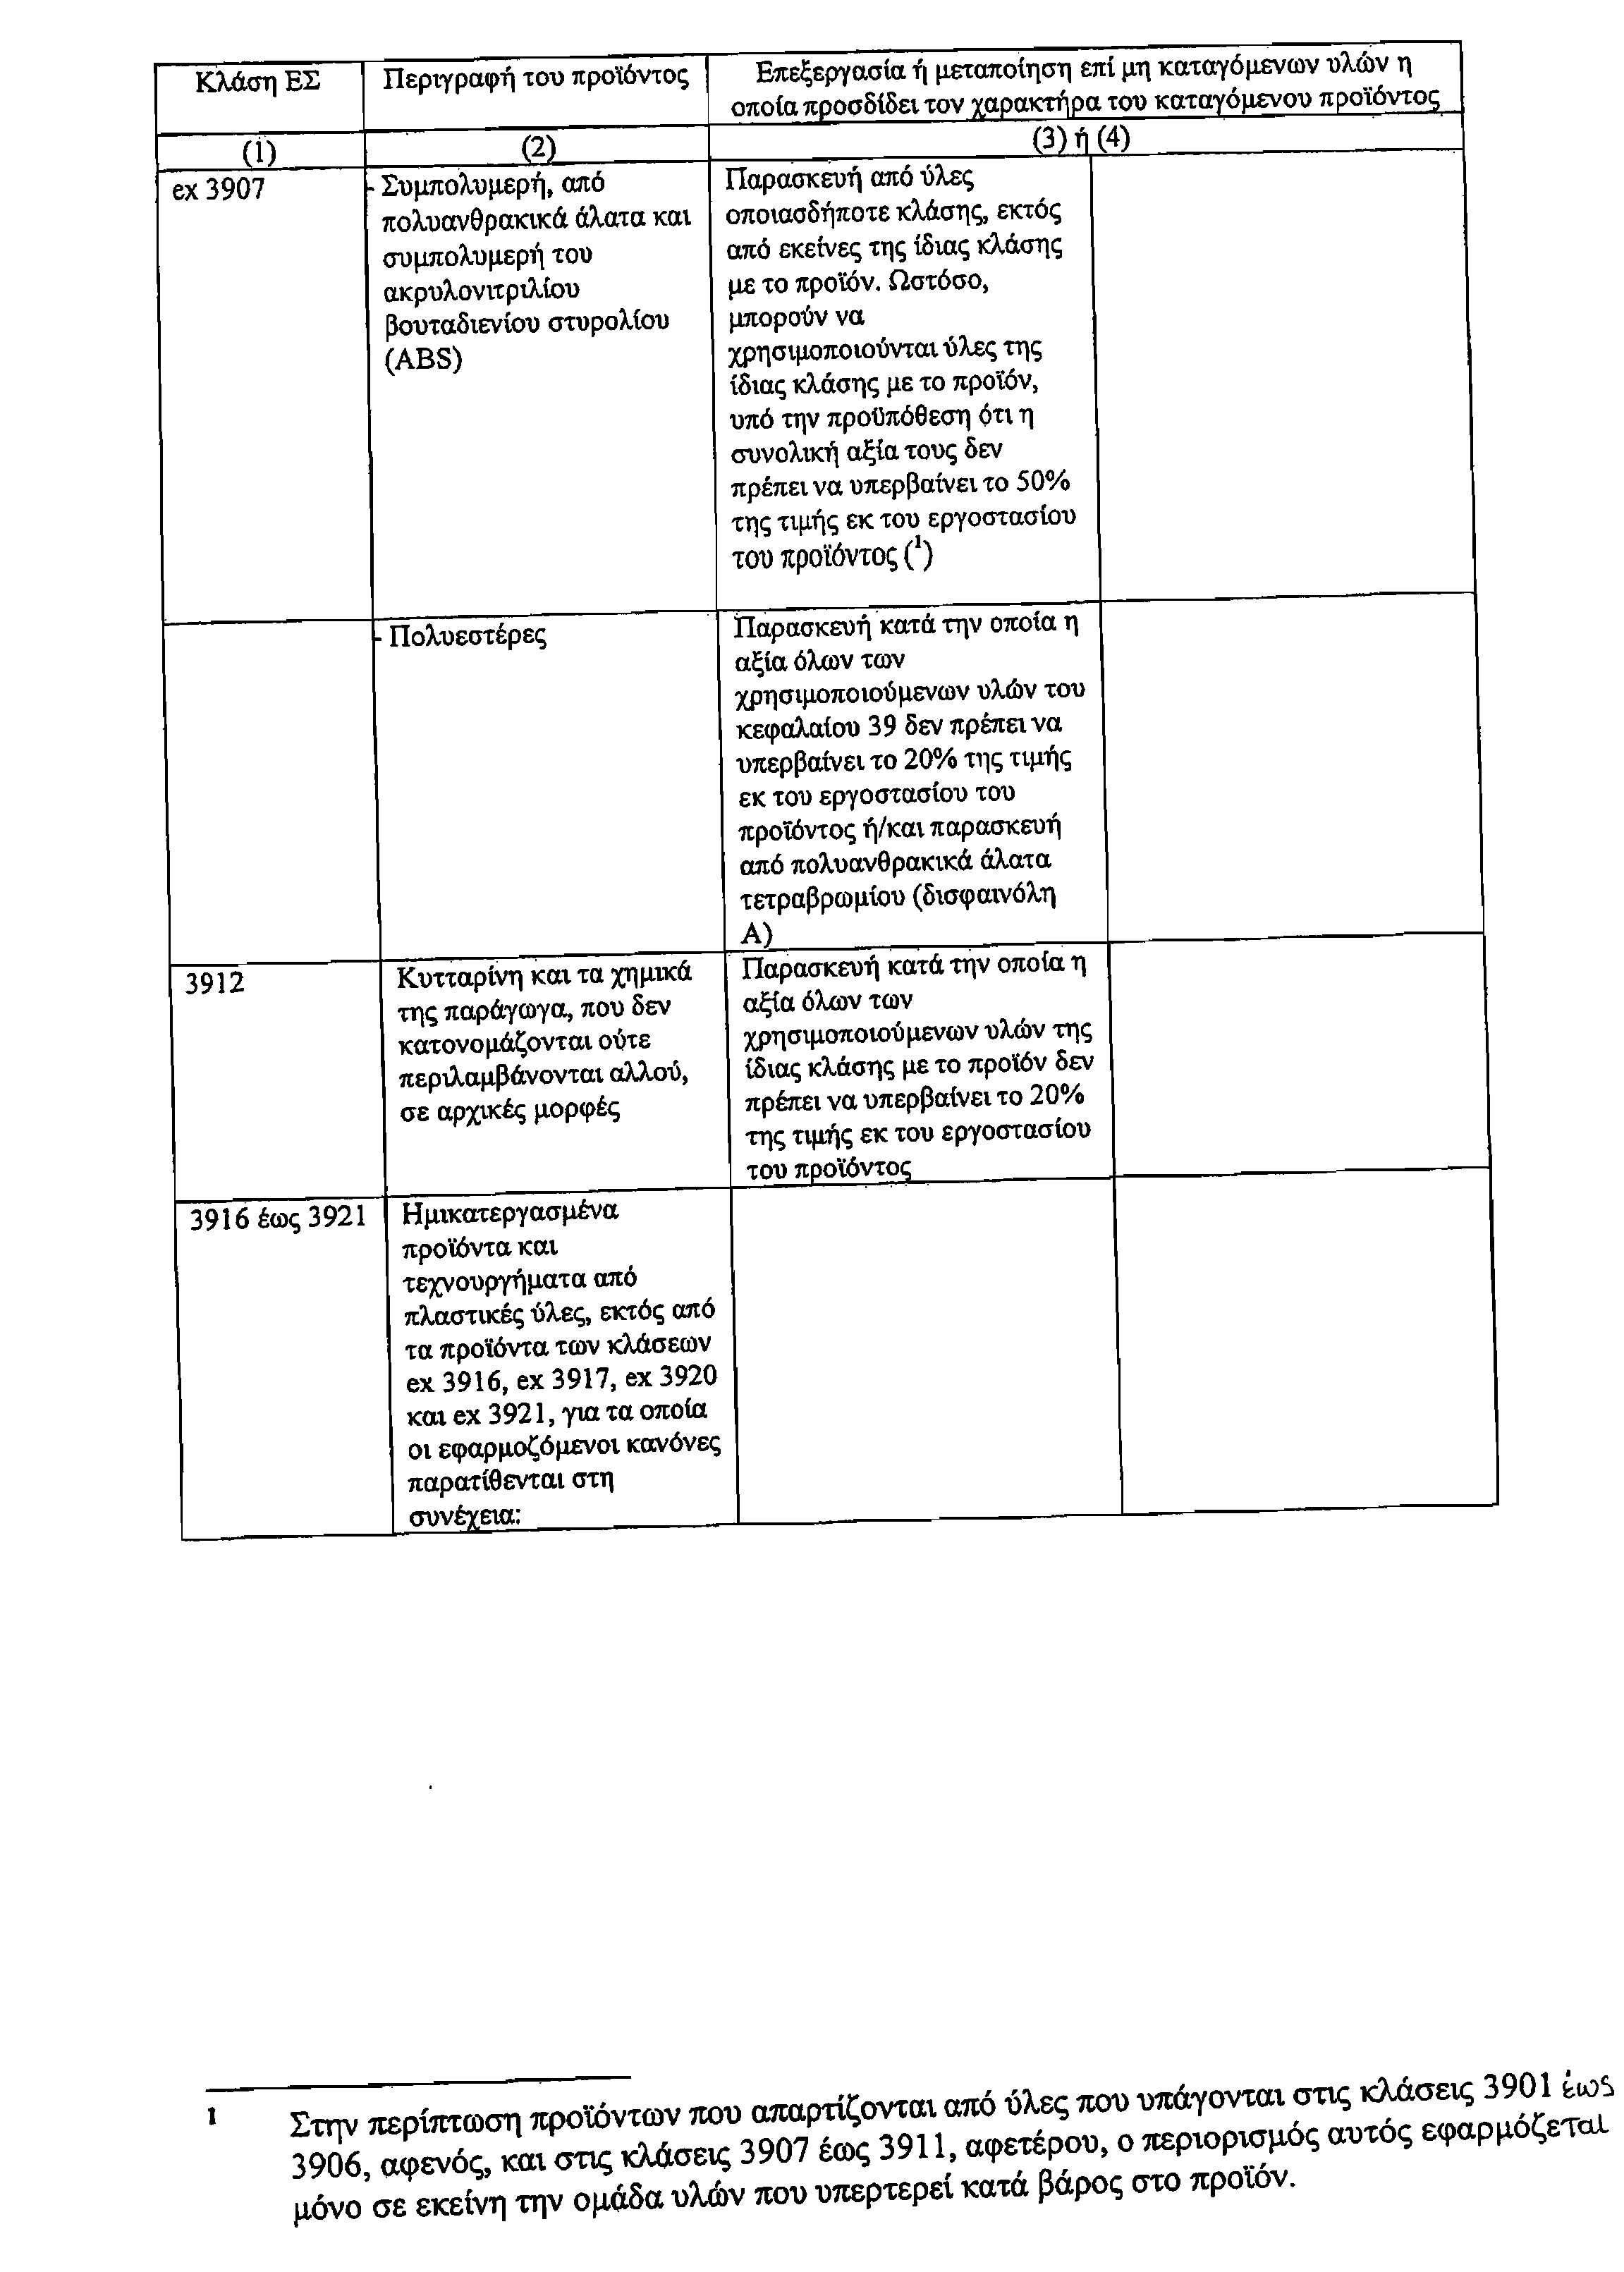 Κλάση ΕΣ
Περιγραφή του προϊόντος
Επεξεργασία ή μεταποίηση επί μη καταγόμενων υλών η
οποία προσδίδει τον χαρακτήρα του καταγόμενου προϊόντος
(1)
(2)
(3) ή (4)
ex 3907
- Συμπολυμερή, από
πολυανθρακικά άλατα και
συμπολυμερή του
ακρυλονιτριλίου
βουταδιενίου στυρολίου
(ABS)
Παρασκευή από ύλες
οποιασδήποτε κλάσης, εκτός
από εκείνες της ίδιας κλάσης
με το προϊόν. Ωστόσο,
μπορούν να
χρησιμοποιούνται ύλες της
ίδιας κλάσης με το προϊόν,
υπό την προϋπόθεση ότι η
συνολική αξία τους δεν
πρέπει να υπερβαίνει το 50%
της τιμής εκ του εργοστασίου
του προϊόντος (¹)
- Πολυεστέρες
Παρασκευή κατά την οποία η
αξία όλων των
χρησιμοποιούμενων υλών του
κεφαλαίου 39 δεν πρέπει να
υπερβαίνει το 20% της τιμής
εκ του εργοστασίου του
προϊόντος ή/και παρασκευή
από πολυανθρακικά άλατα
τετραβρωμίου (δισφαινόλη
Α)
3912
Κυτταρίνη και τα χημικά
της παράγωγα, που δεν
κατονομάζονται ούτε
περιλαμβάνονται αλλού,
σε αρχικές μορφές
Παρασκευή κατά την οποία η
αξία όλων των
χρησιμοποιούμενων υλών της
ίδιας κλάσης με το προϊόν δεν
πρέπει να υπερβαίνει το 20%
της τιμής εκ του εργοστασίου
του προϊόντος
3916 έως 3921
Ημικατεργασμένα
προϊόντα και
τεχνουργήματα από
πλαστικές ύλες, εκτός από
τα προϊόντα των κλάσεων
ex 3916, ex 3917, ex 3920
και ex 3921, για τα οποία
οι εφαρμοζόμενοι κανόνες
παρατίθενται στη
συνέχεια:
1 Στην περίπτωση προϊόντων που απαρτίζονται από ύλες που υπάγονται στις κλάσεις 3901 έως
3906, αφενός, και στις κλάσεις 3907 έως 3911, αφετέρου, ο περιορισμός αυτός εφαρμόζεται
μόνο σε εκείνη την ομάδα υλών που υπερτερεί κατά βάρος στο προϊόν.